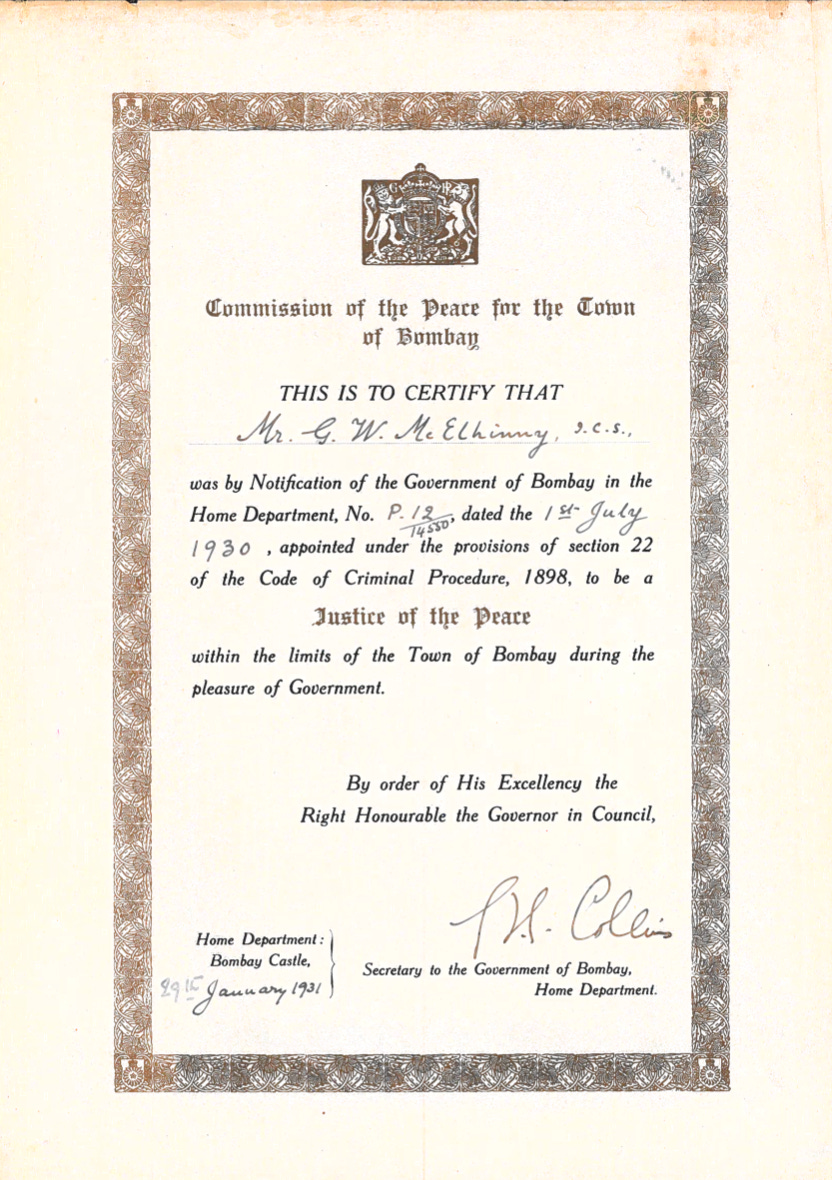 Commission of the Peace for the Town
of Bombay
THIS IS TO CERTIFY THAT
Mr. G. W. McElhinny, I.C.S.,
was by Notification of the Government of Bombay in the
Home Department, No. P. 12/14550, dated the 1st July
1930, appointed under the provisions of section 22
of the Code of Criminal Procedure, 1898, to be a
Justice of the Peace
within the limits of the Town of Bombay during the
pleasure of Government.
By order of His Excellency the
Right Honourable the Governor in Council,
Collins
Home Department:
Bombay Castle,
29th January 1931
Secretary to the Government of Bombay,
Home Department.